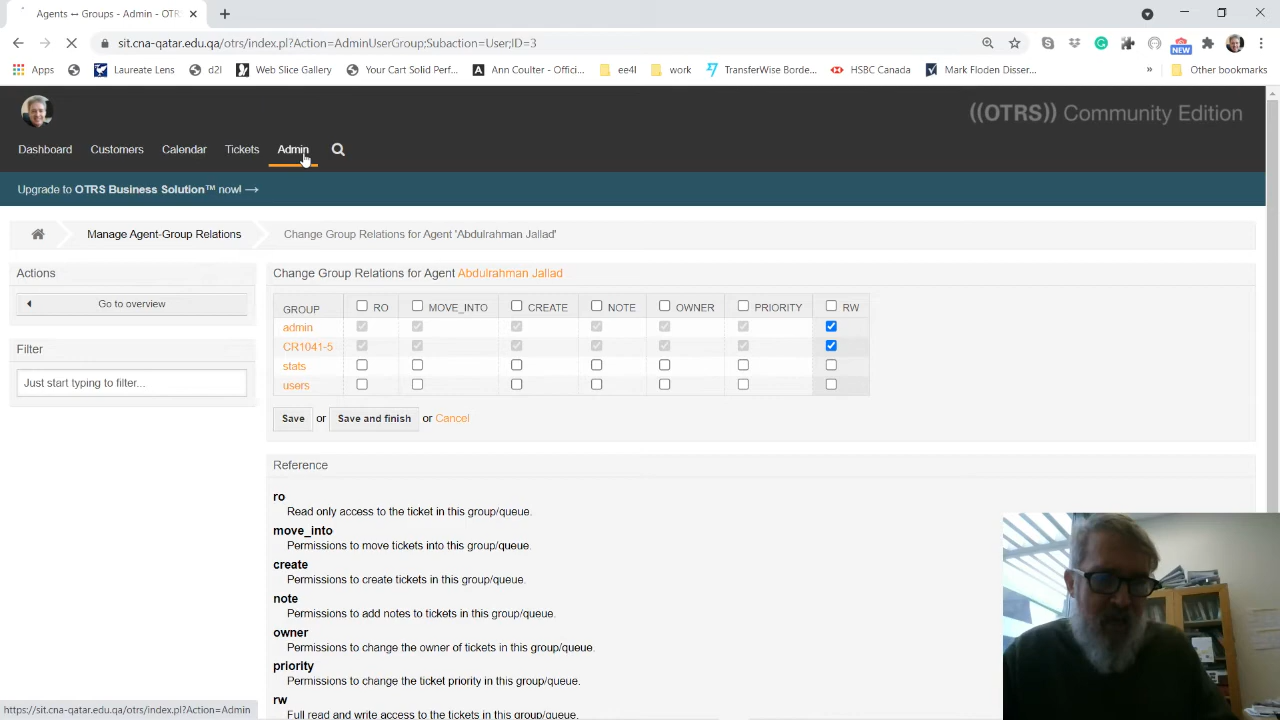 Agents ↔ Groups - Admin - OTRS
sit.cna-qatar.edu.qa/otrs/index.pl?Action=AdminUserGroup;Subaction=User;ID=3
NEW
Apps Laureate Lens d2l Web Slice Gallery Your Cart Solid Perf... Ann Coulter - Offici... ee4l work TransferWise Borde... HSBC Canada Mark Floden Disser... » Other bookmarks
((OTRS)) Community Edition
Dashboard Customers Calendar Tickets Admin
Upgrade to OTRS Business Solution™ now! →
Manage Agent-Group Relations Change Group Relations for Agent 'Abdulrahman Jallad'
Actions
Go to overview
Filter
Just start typing to filter...
Change Group Relations for Agent Abdulrahman Jallad
GROUP RO MOVE_INTO CREATE NOTE OWNER PRIORITY RW
admin
CR1041-5
stats
users
Save or Save and finish or Cancel
Reference
ro
Read only access to the ticket in this group/queue.
move_into
Permissions to move tickets into this group/queue.
create
Permissions to create tickets in this group/queue.
note
Permissions to add notes to tickets in this group/queue.
owner
Permissions to change the owner of tickets in this group/queue.
priority
Permissions to change the ticket priority in this group/queue.
rw
Full read and write access to the tickets in this group/queue.
https://sit.cna-qatar.edu.qa/otrs/index.pl?Action=Admin